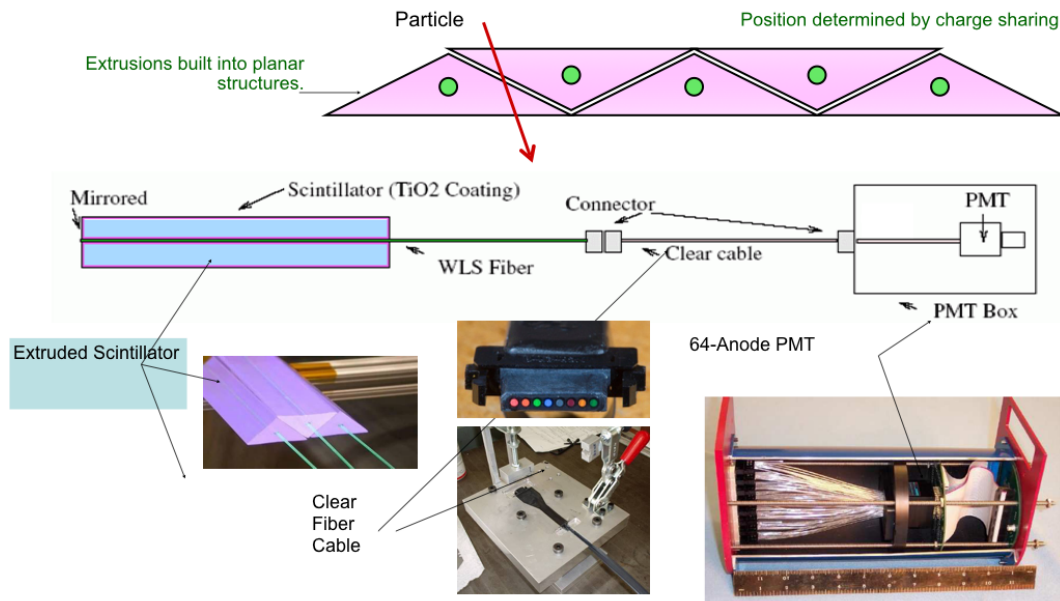 Particle
Position determined by charge sharing
Extrusions built into planar
structures.
Mirrored
Scintillator (TiO2 Coating)
Connector
PMT
WLS Fiber
Clear cable
PMT Box
Extruded Scintillator
64-Anode PMT
Clear
Fiber
Cable